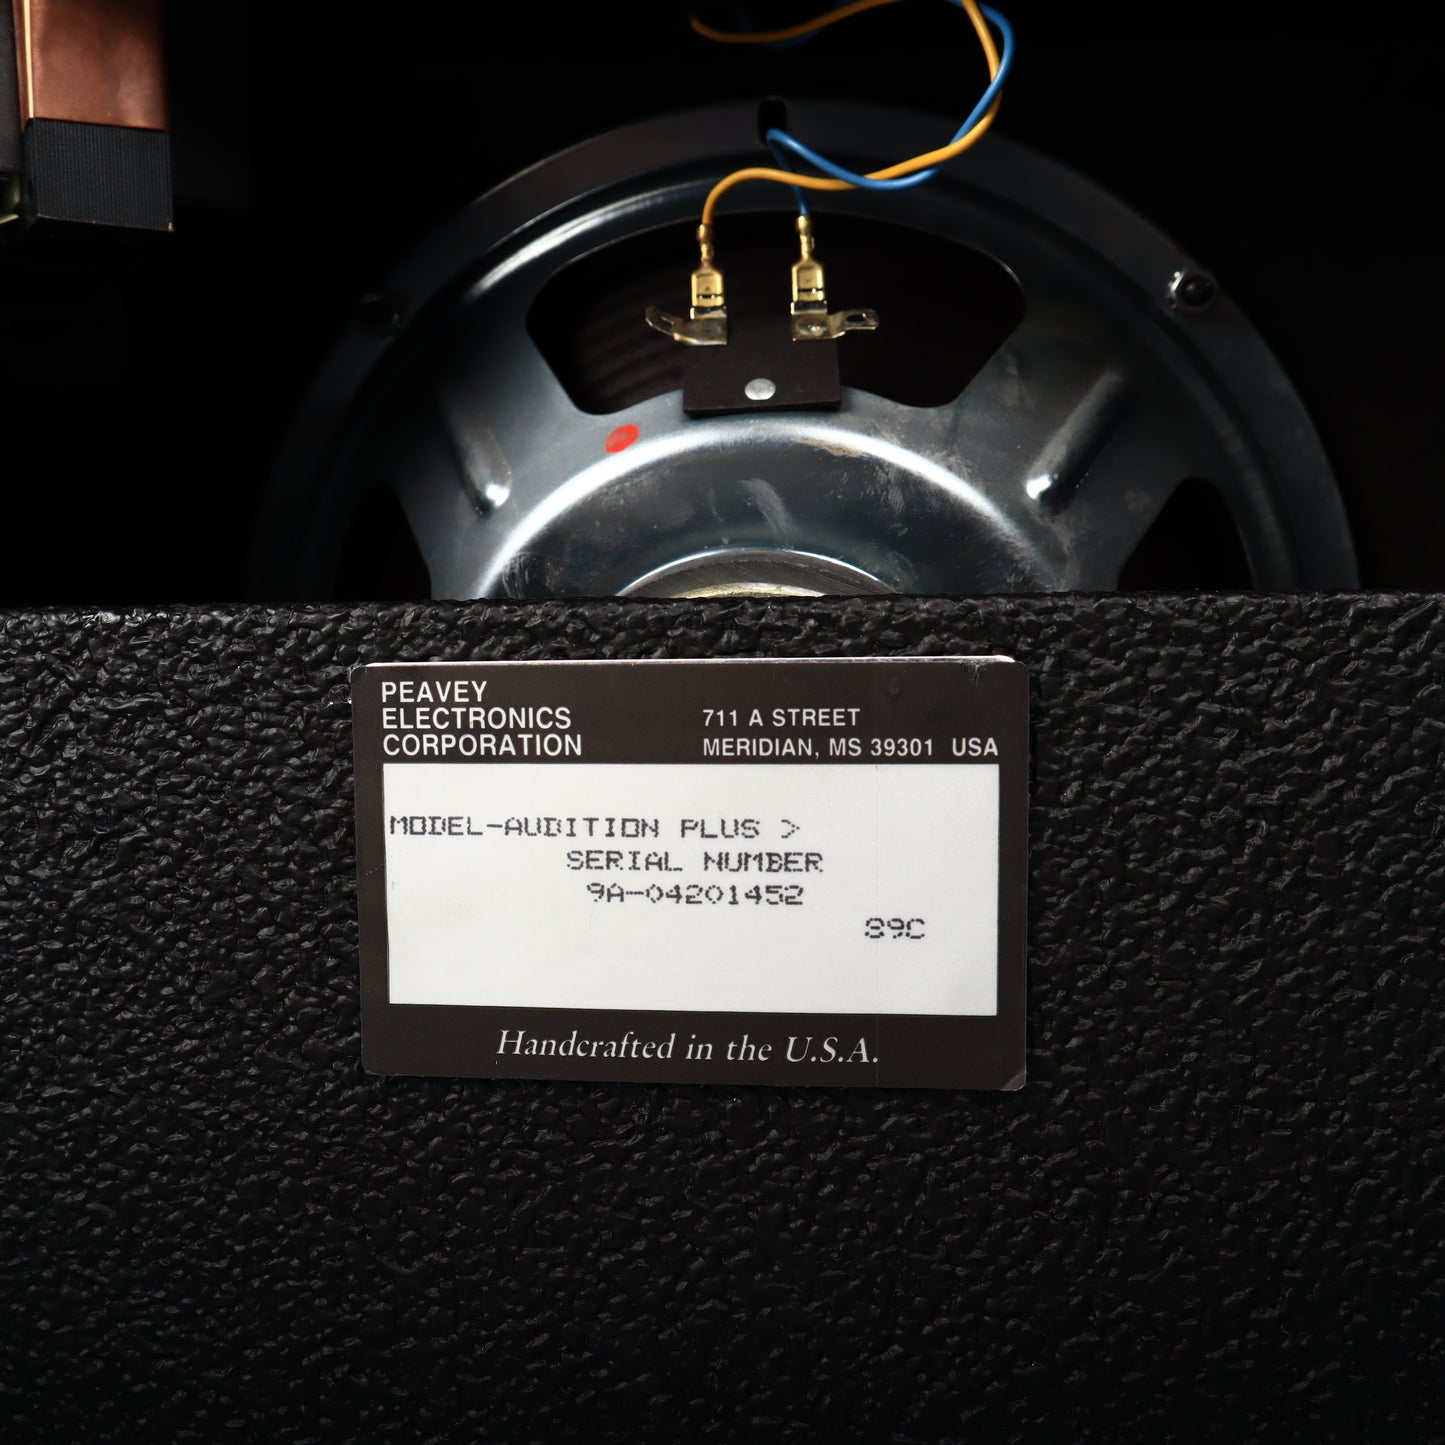 PEAVEY
ELECTRONICS
CORPORATION
711 A STREET
MERIDIAN, MS 39301 USA
MODEL-AUDITION PLUS >
SERIAL NUMBER
9A-04201452
89C
Handcrafted in the U.S.A.